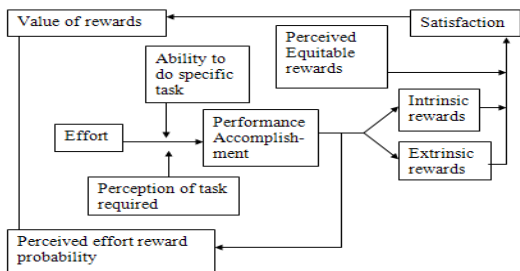 Value of rewards
Satisfaction
Perceived
Equitable
rewards
Ability to
do specific
task
Intrinsic
rewards
Performance
Accomplish-
ment
Effort
Extrinsic
rewards
Perception of task
required
Perceived effort reward
probability